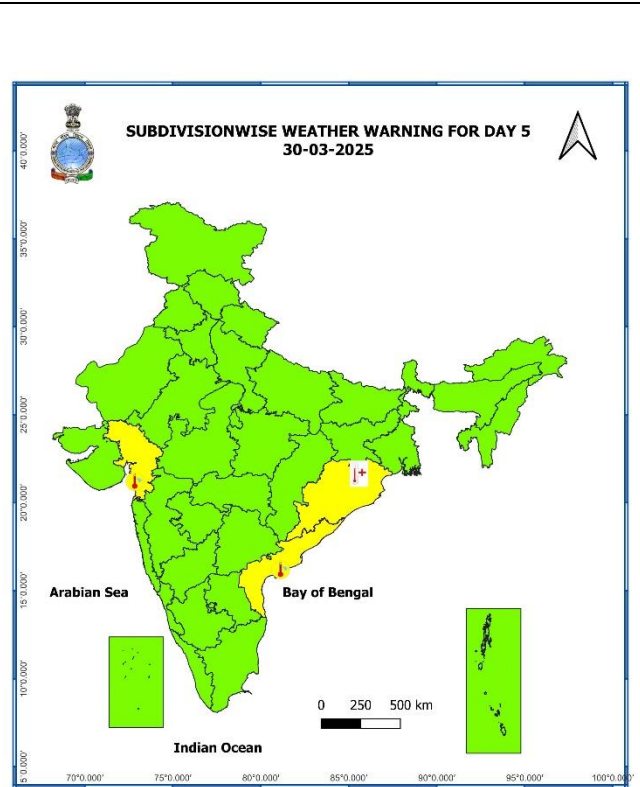 SUBDIVISIONWISE WEATHER WARNING FOR DAY 5
30-03-2025
40°0.000'
35°0.000'
30°0.000'
25°0.000'
20°0.000'
15°0.000'
10°0.000'
5°0.000'
Arabian Sea
Bay of Bengal
0 250 500 km
Indian Ocean
70°0.000' 75°0.000' 80°0.000' 85°0.000' 90°0.000' 95°0.000' 100°0.000'